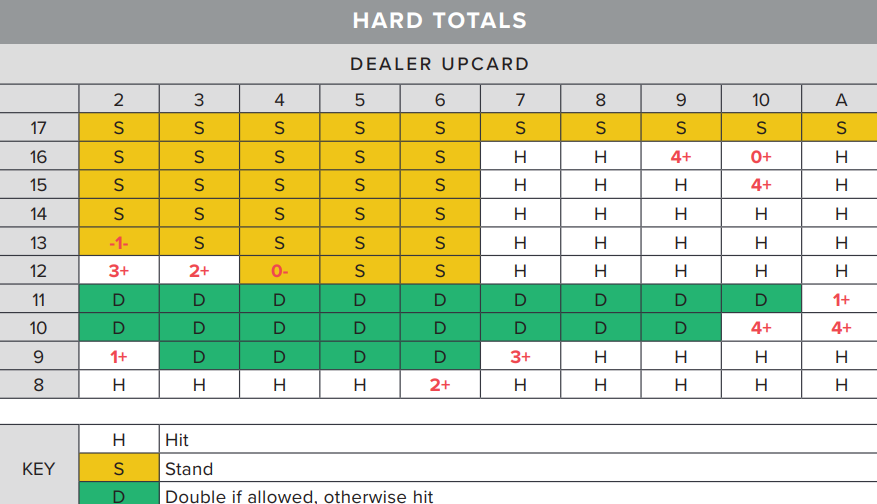 HARD TOTALS
DEALER UPCARD
2 3 4 5 6 7 8 9 10 A
17 S S S S S S S S S S
16 S S S S S H H 4+ 0+ H
15 S S S S S H H H 4+ H
14 S S S S S H H H H H
13 -1- S S S S H H H H H
12 3+ 2+ 0- S S H H H H H
11 D D D D D D D D D 1+
10 D D D D D D D D 4+ 4+
9 1+ D D D D 3+ H H H H
8 H H H H 2+ H H H H H
H Hit
KEY S Stand
D Double if allowed, otherwise hit